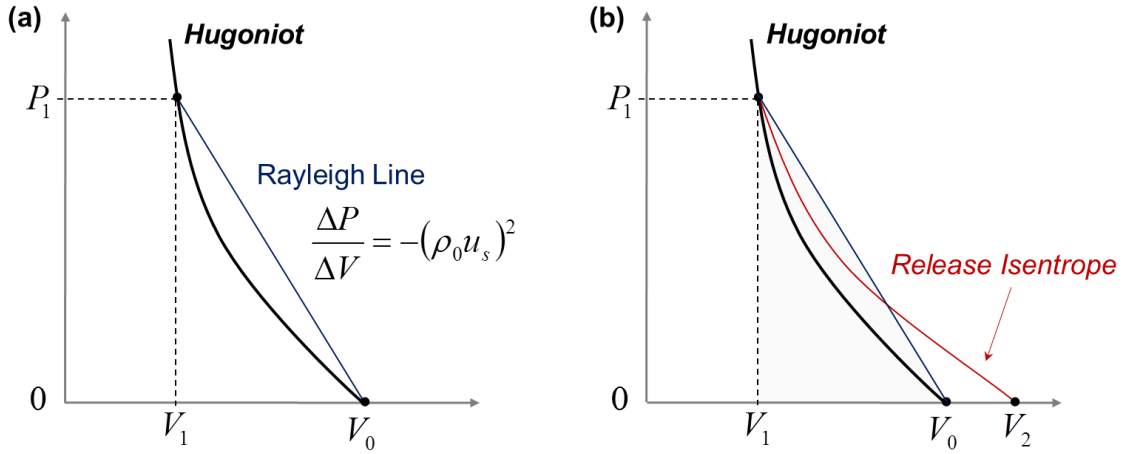 (a)
Hugoniot
P₁
Rayleigh Line
ΔP/ΔV = −(ρ₀uₛ)²
0
V₁
V₀
(b)
Hugoniot
P₁
Release Isentrope
0
V₁
V₀
V₂